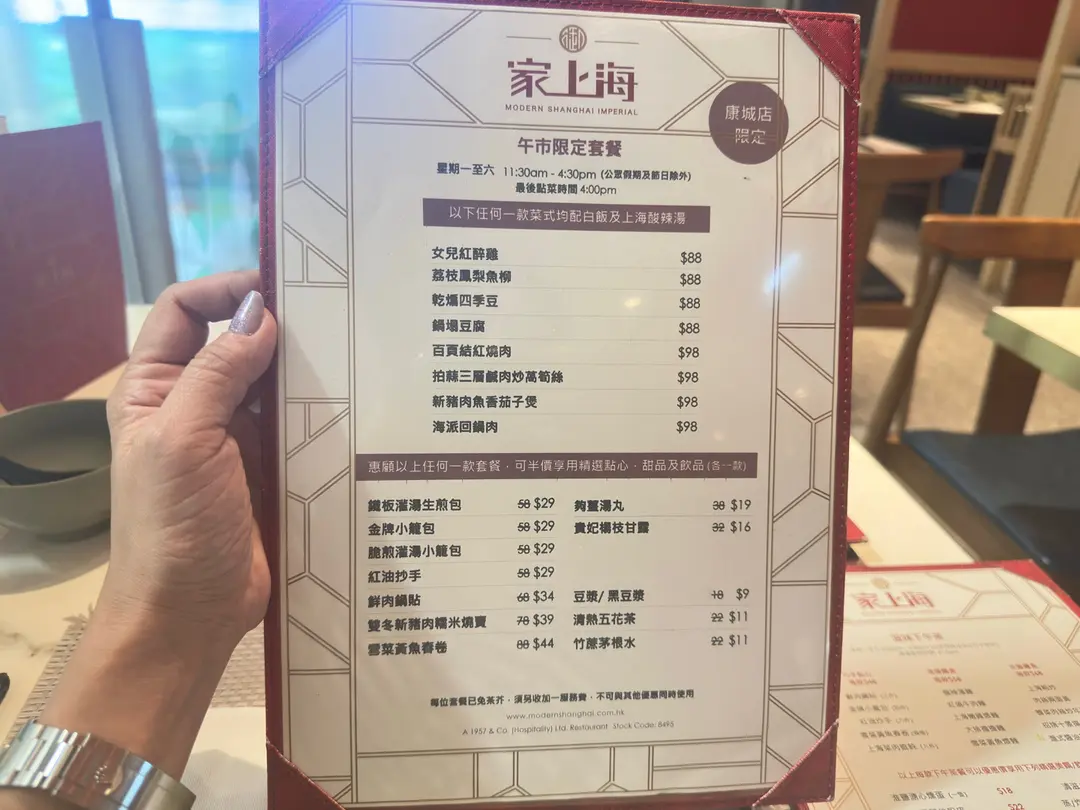 家上海
MODERN SHANGHAI IMPERIAL
康城店
限定
午市限定套餐
星期一至六 11:30am - 4:30pm (公眾假期及節日除外)
最後點菜時間 4:00pm
以下任何一款菜式均配白飯及上海酸辣湯
女兒紅醉雞 $88
荔枝鳳梨魚柳 $88
乾煸四季豆 $88
鍋塌豆腐 $88
百頁結紅燒肉 $98
拍蒜三層鹹肉炒萵筍絲 $98
新豬肉魚香茄子煲 $98
海派回鍋肉 $98
惠顧以上任何一款套餐，可半價享用精選點心、甜品及飲品(各一款)
鐵板灌湯生煎包 58 $29
金牌小籠包 58 $29
脆煎灌湯小籠包 58 $29
紅油抄手 58 $29
鮮肉鍋貼 68 $34
雙冬新豬肉糯米燒賣 78 $39
雪菜黃魚春卷 88 $44
夠薑湯丸 38 $19
貴妃楊枝甘露 32 $16
豆漿/ 黑豆漿 18 $9
清熱五花茶 22 $11
竹蔗茅根水 22 $11
每位套餐已免茶芥，須另收加一服務費，不可與其他優惠同時使用
www.modernshanghai.com.hk
A 1957 & Co. (Hospitality) Ltd. Restaurant Stock Code: 8495
家上海
$18
$22